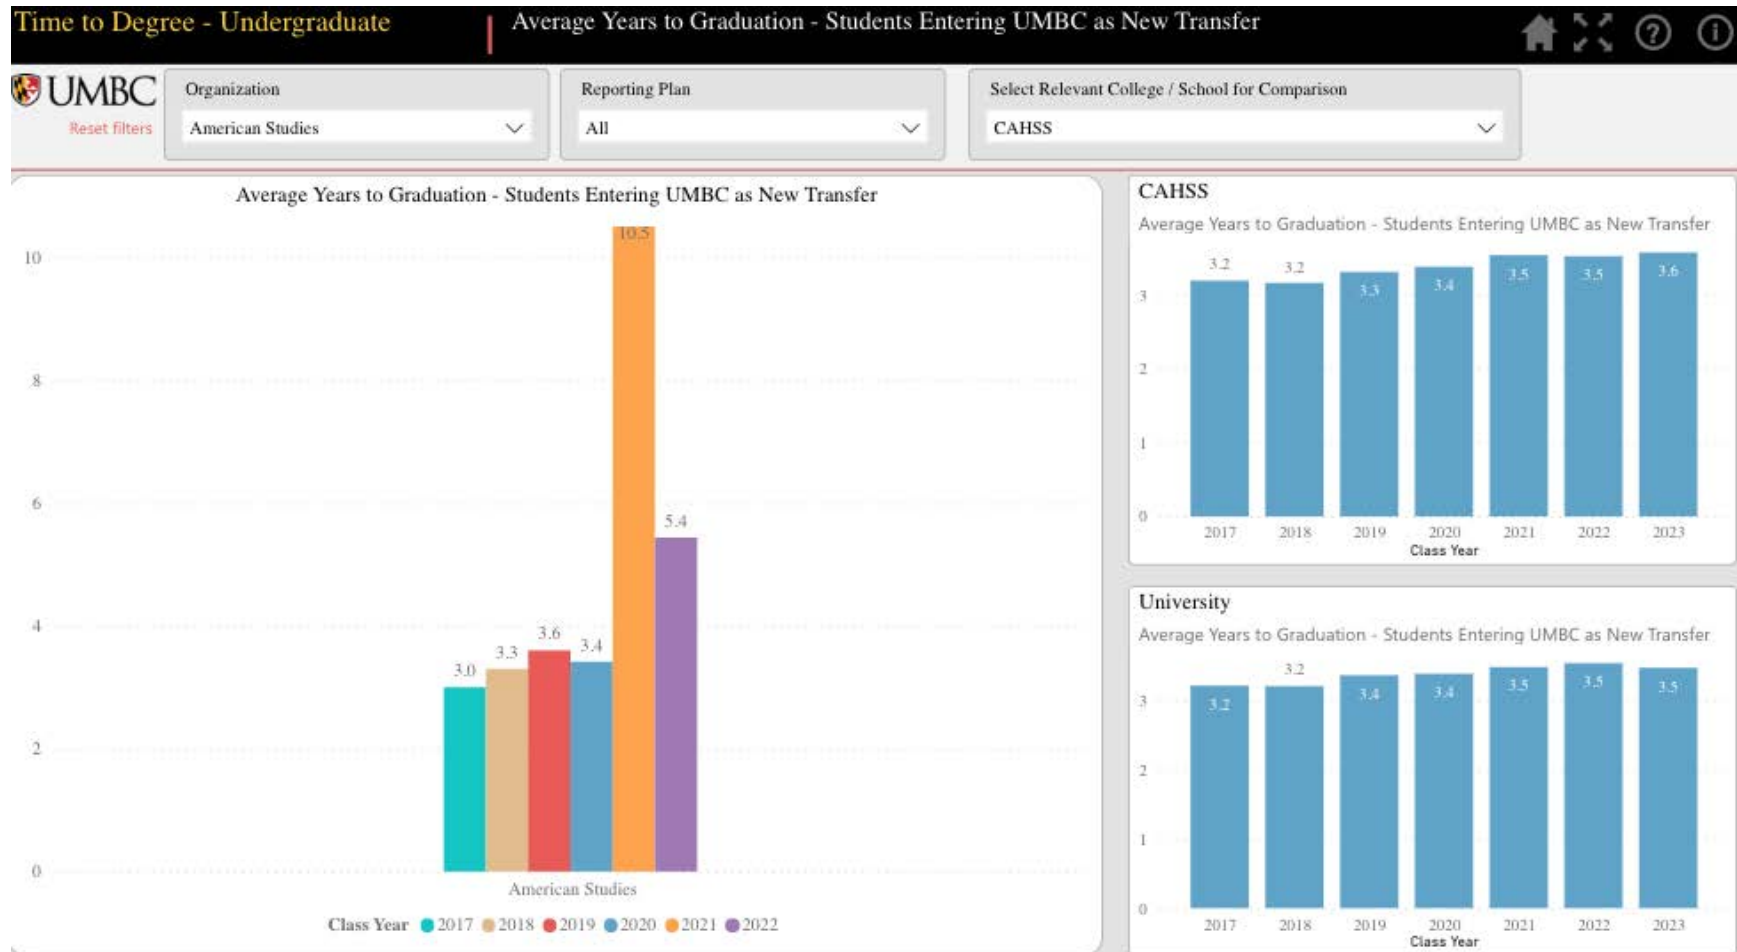 Time to Degree - Undergraduate
Average Years to Graduation - Students Entering UMBC as New Transfer
UMBC
Reset filters
Organization
American Studies
Reporting Plan
All
Select Relevant College / School for Comparison
CAHSS
Average Years to Graduation - Students Entering UMBC as New Transfer
10
8
6
4
2
0
3.0
3.3
3.6
3.4
10.5
5.4
American Studies
Class Year 2017 2018 2019 2020 2021 2022
CAHSS
Average Years to Graduation - Students Entering UMBC as New Transfer
3
2
1
0
3.2 3.2 3.3 3.4 3.5 3.5 3.6
2017 2018 2019 2020 2021 2022 2023
Class Year
University
Average Years to Graduation - Students Entering UMBC as New Transfer
3
2
1
0
3.2 3.2 3.4 3.4 3.5 3.5 3.5
2017 2018 2019 2020 2021 2022 2023
Class Year